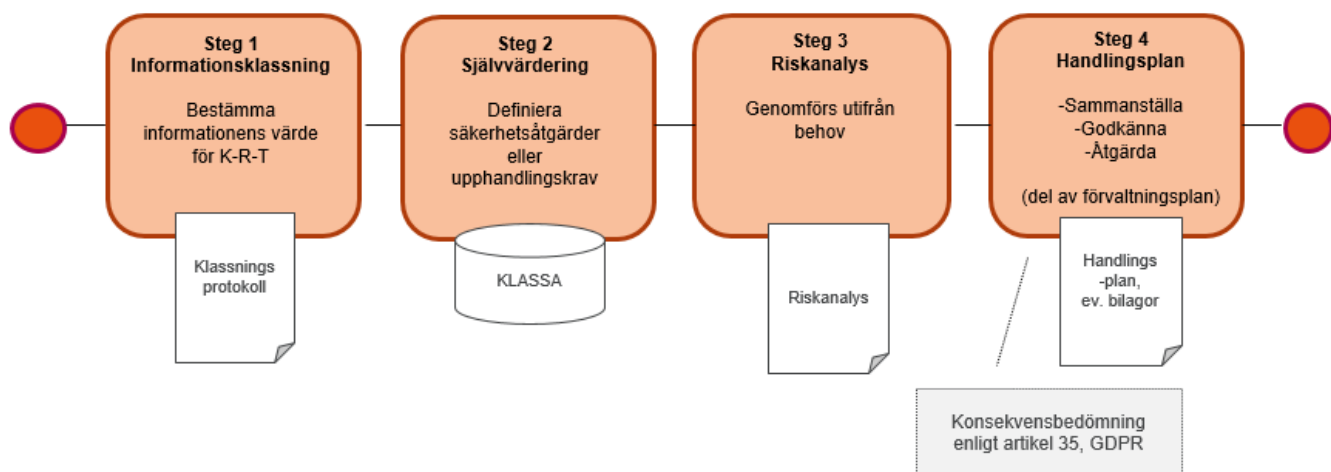 Steg 1
Informationsklassning
Bestämma
informationens värde
för K-R-T
Klassnings
protokoll
Steg 2
Självvärdering
Definiera
säkerhetsåtgärder
eller
upphandlingskrav
KLASSA
Steg 3
Riskanalys
Genomförs utifrån
behov
Riskanalys
Steg 4
Handlingsplan
-Sammanställa
-Godkänna
-Åtgärda
(del av förvaltningsplan)
Handlings
-plan,
ev. bilagor
Konsekvensbedömning
enligt artikel 35, GDPR